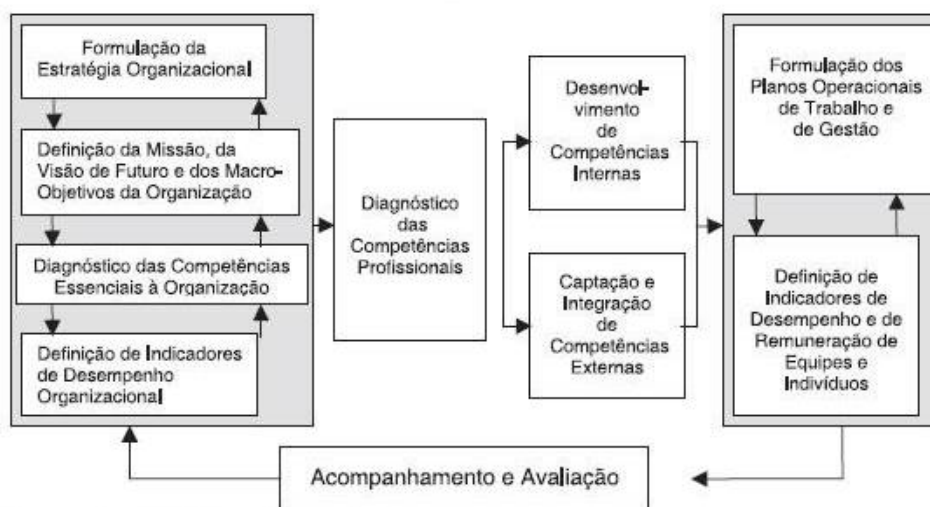 Formulação da
Estratégia Organizacional
Definição da Missão, da
Visão de Futuro e dos Macro-
Objetivos da Organização
Diagnóstico das Competências
Essenciais à Organização
Definição de Indicadores
de Desempenho
Organizacional
Diagnóstico
das
Competências
Profissionais
Desenvol-
vimento
de
Competências
Internas
Captação e
Integração
de
Competências
Externas
Formulação dos
Planos Operacionais
de Trabalho e
de Gestão
Definição de
Indicadores de
Desempenho e de
Remuneração de
Equipes e
Indivíduos
Acompanhamento e Avaliação